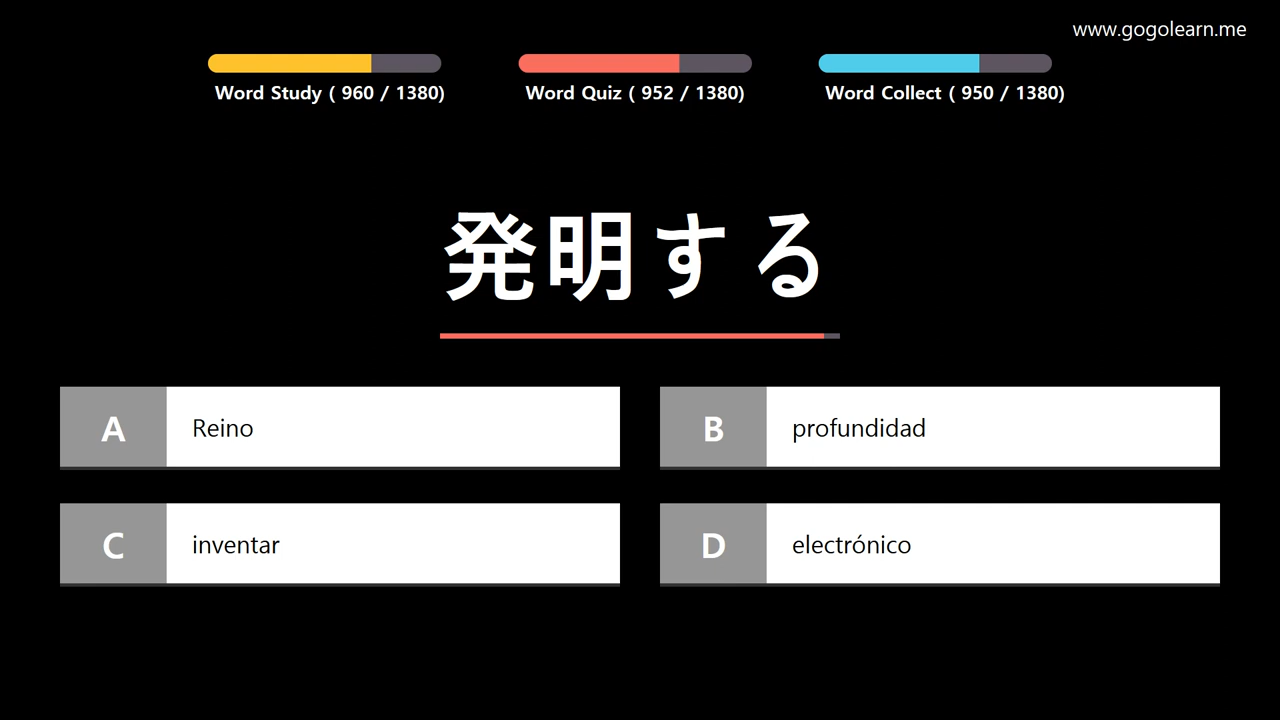 www.gogolearn.me
Word Study ( 960 / 1380)
Word Quiz ( 952 / 1380)
Word Collect ( 950 / 1380)
発明する
A Reino
B profundidad
C inventar
D electrónico